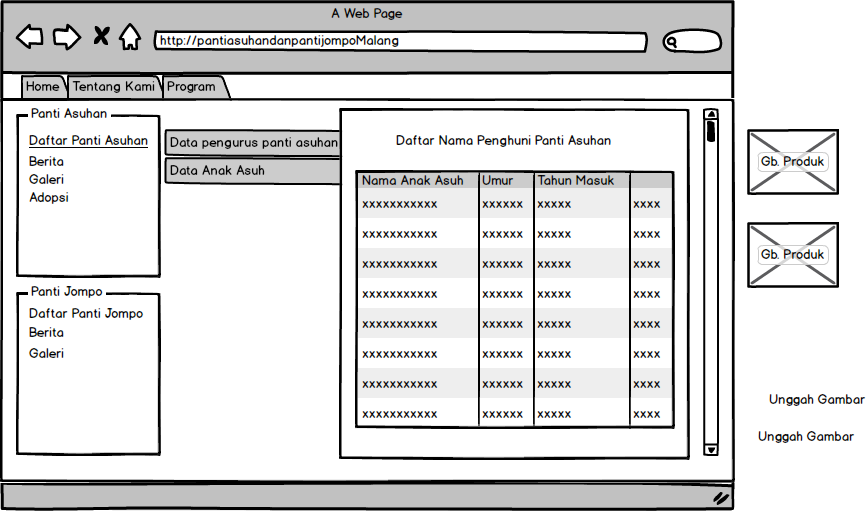 A Web Page
http://pantiasuhandanpantijompoMalang
Home Tentang Kami Program
Panti Asuhan
Daftar Panti Asuhan
Berita
Galeri
Adopsi
Panti Jompo
Daftar Panti Jompo
Berita
Galeri
Data pengurus panti asuhan
Data Anak Asuh
Daftar Nama Penghuni Panti Asuhan
Nama Anak Asuh Umur Tahun Masuk
xxxxxxxxxxx xxxxxx xxxxx xxxx
xxxxxxxxxxx xxxxxx xxxxx xxxx
xxxxxxxxxxx xxxxxx xxxxx xxxx
xxxxxxxxxxx xxxxxx xxxxx xxxx
xxxxxxxxxxx xxxxxx xxxxx xxxx
xxxxxxxxxxx xxxxxx xxxxx xxxx
xxxxxxxxxxx xxxxxx xxxxx xxxx
xxxxxxxxxxx xxxxxx xxxxx xxxx
Gb. Produk
Gb. Produk
Unggah Gambar
Unggah Gambar